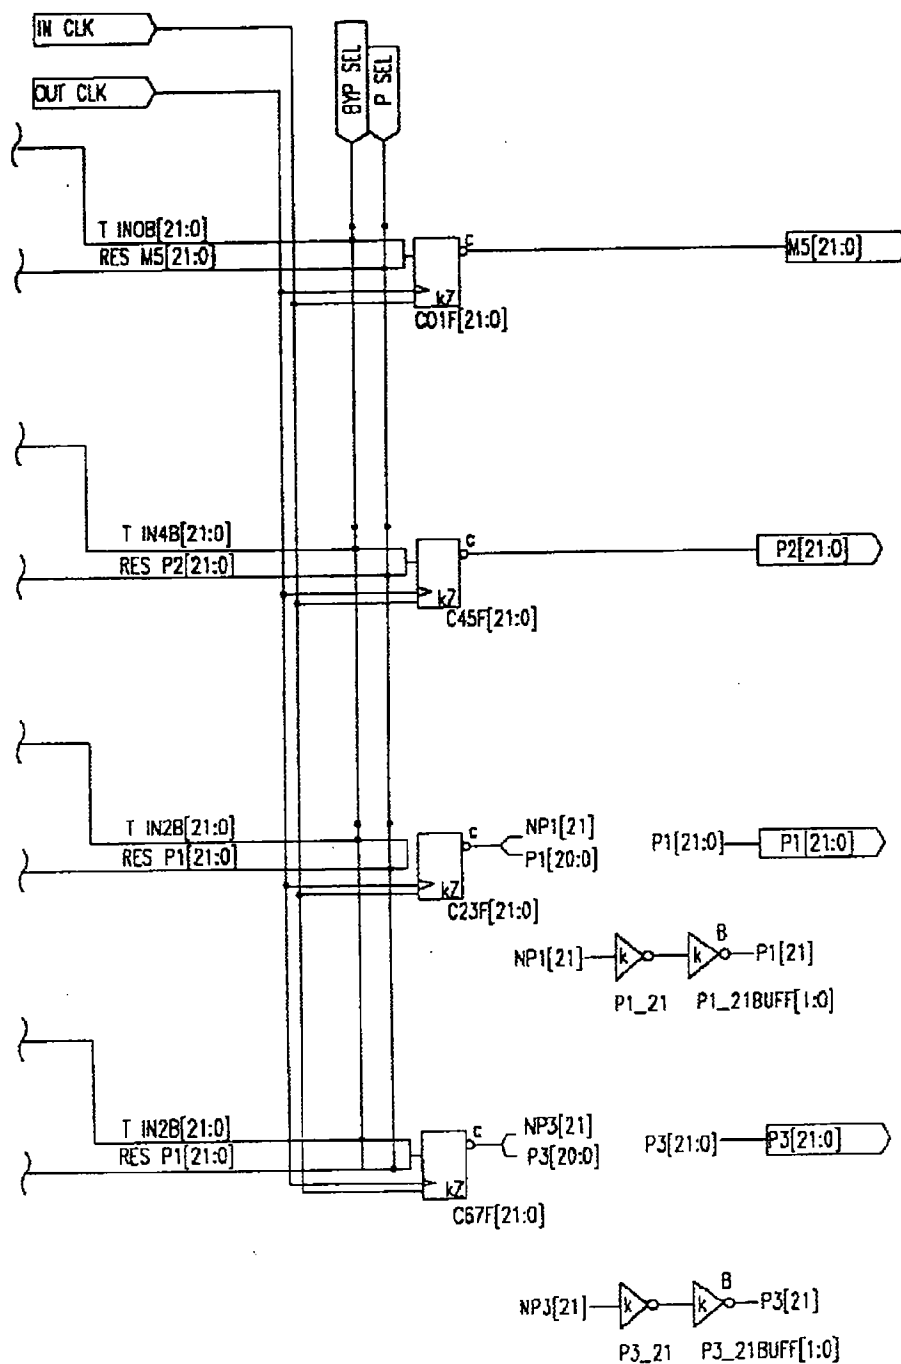 IN CLK
OUT CLK
BYP SEL
P SEL
T IN0B[21:0]
RES M5[21:0]
C
kZ
C01F[21:0]
M5[21:0]
T IN4B[21:0]
RES P2[21:0]
C
kZ
C45F[21:0]
P2[21:0]
T IN2B[21:0]
RES P1[21:0]
C
kZ
C23F[21:0]
NP1[21]
P1[20:0]
P1[21:0]
P1[21:0]
NP1[21]
k
k
B
P1[21]
P1_21
P1_21BUFF[1:0]
T IN2B[21:0]
RES P1[21:0]
C
kZ
C67F[21:0]
NP3[21]
P3[20:0]
P3[21:0]
P3[21:0]
NP3[21]
k
k
B
P3[21]
P3_21
P3_21BUFF[1:0]